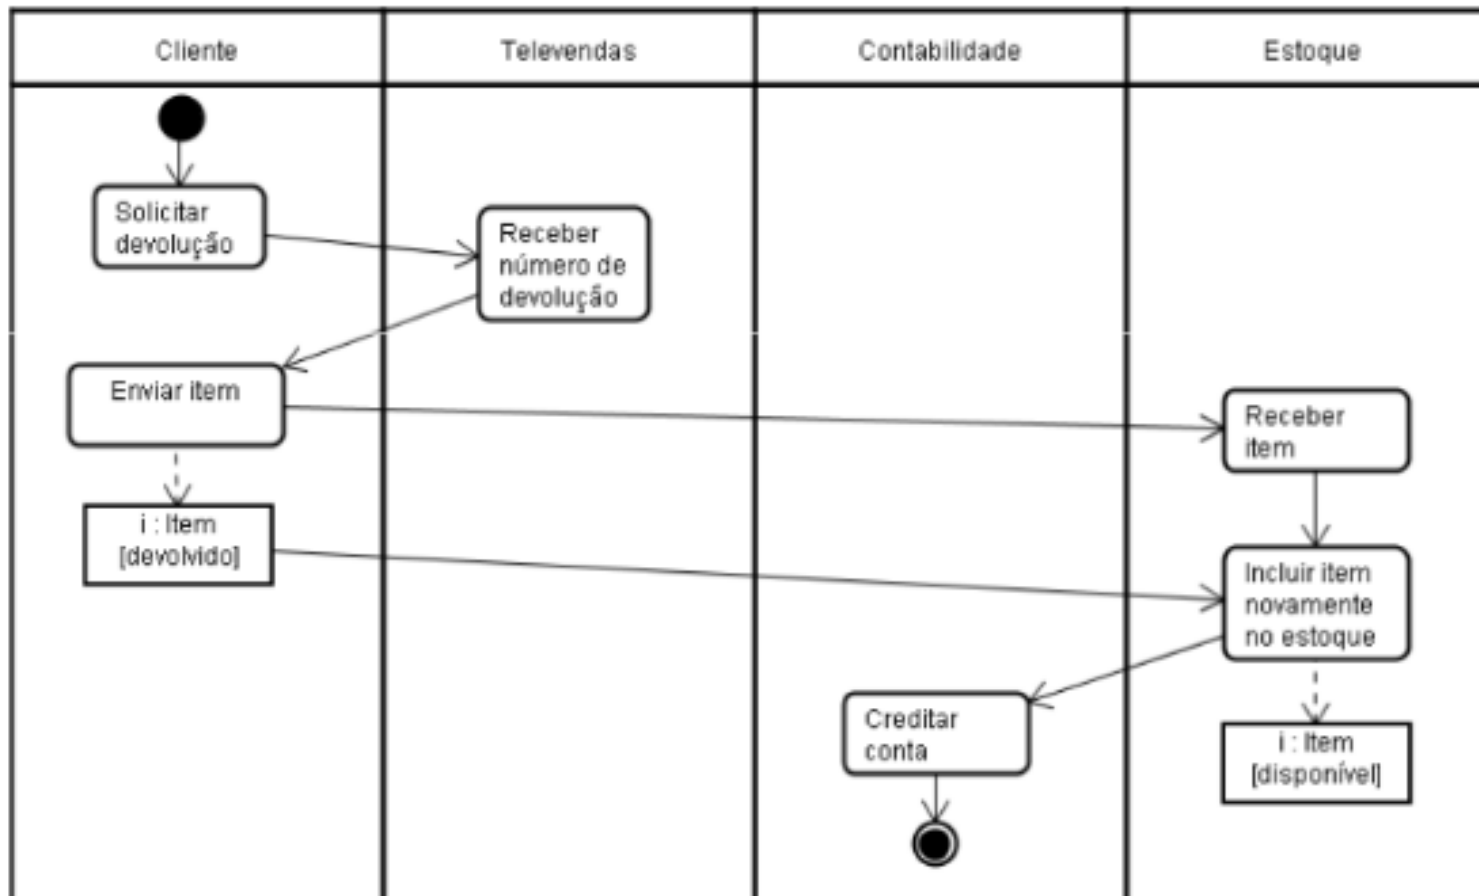 Cliente
Televendas
Contabilidade
Estoque
Solicitar
devolução
Receber
número de
devolução
Enviar item
Receber
item
i : Item
[devolvido]
Incluir item
novamente
no estoque
Creditar
conta
i : Item
[disponível]